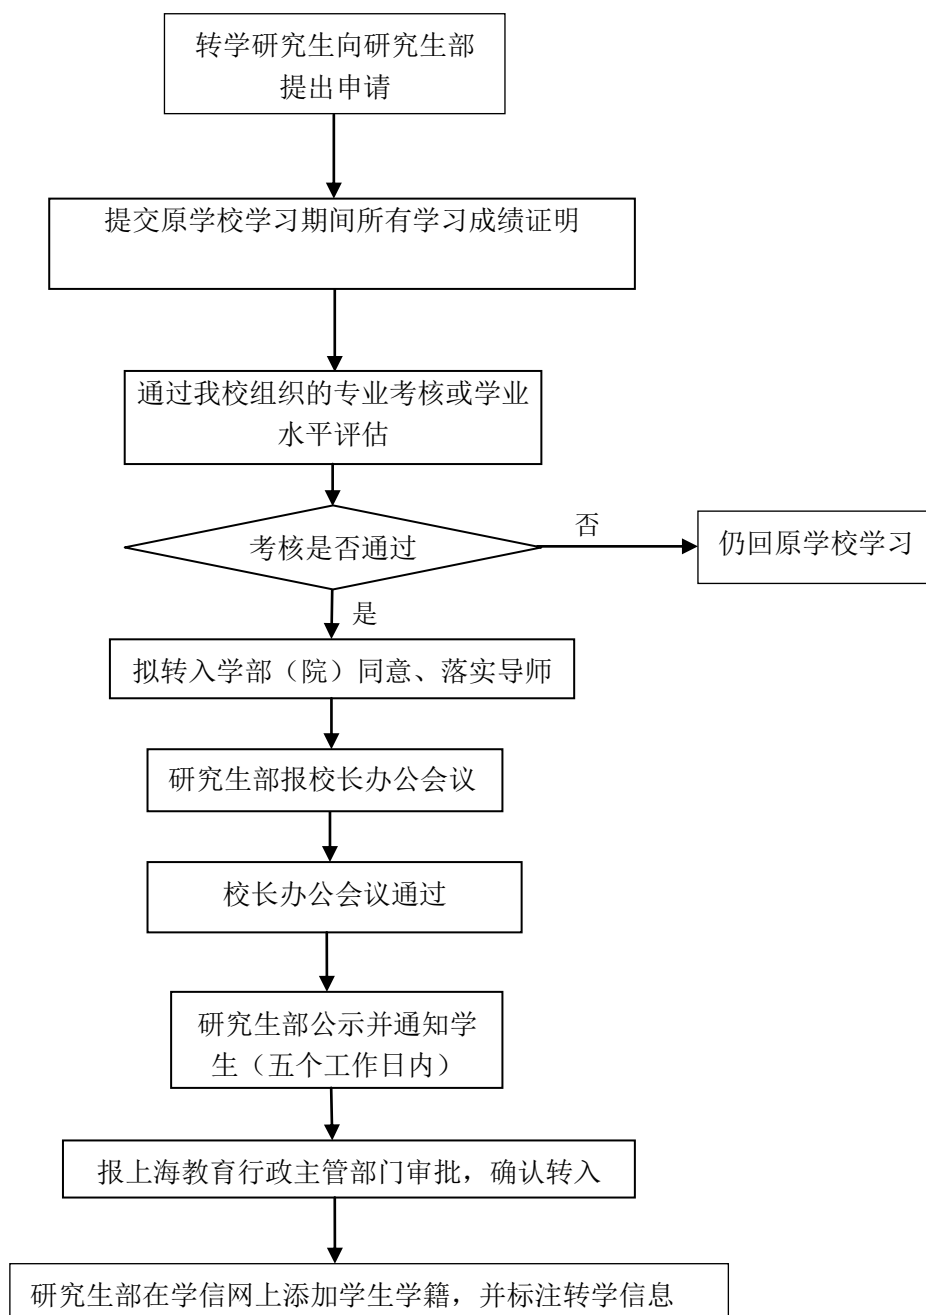 转学研究生向研究生部
提出申请
提交原学校学习期间所有学习成绩证明
通过我校组织的专业考核或学业
水平评估
考核是否通过
否
仍回原学校学习
是
拟转入学部（院）同意、落实导师
研究生部报校长办公会议
校长办公会议通过
研究生部公示并通知学
生（五个工作日内）
报上海教育行政主管部门审批，确认转入
研究生部在学信网上添加学生学籍，并标注转学信息